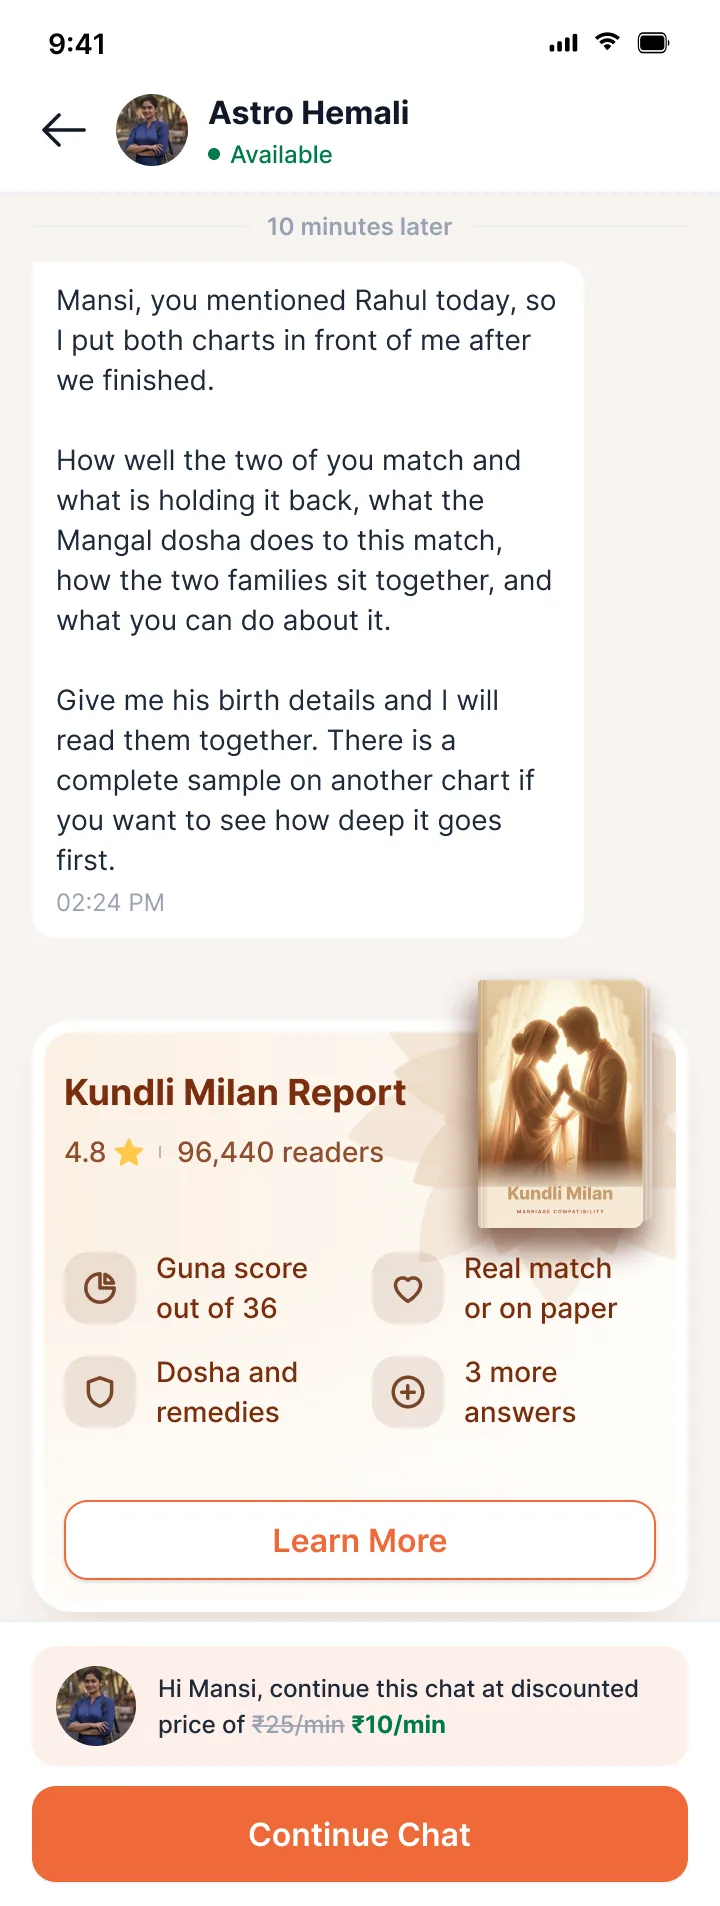 9:41
Astro Hemali
Available
10 minutes later
Mansi, you mentioned Rahul today, so
I put both charts in front of me after
we finished.
How well the two of you match and
what is holding it back, what the
Mangal dosha does to this match,
how the two families sit together, and
what you can do about it.
Give me his birth details and I will
read them together. There is a
complete sample on another chart if
you want to see how deep it goes
first.
02:24 PM
Kundli Milan Report
4.8 ⭐ | 96,440 readers
Kundli Milan
MARRIAGE COMPATIBILITY
Guna score
out of 36
Real match
or on paper
Dosha and
remedies
3 more
answers
Learn More
Hi Mansi, continue this chat at discounted
price of ₹25/min ₹10/min
Continue Chat